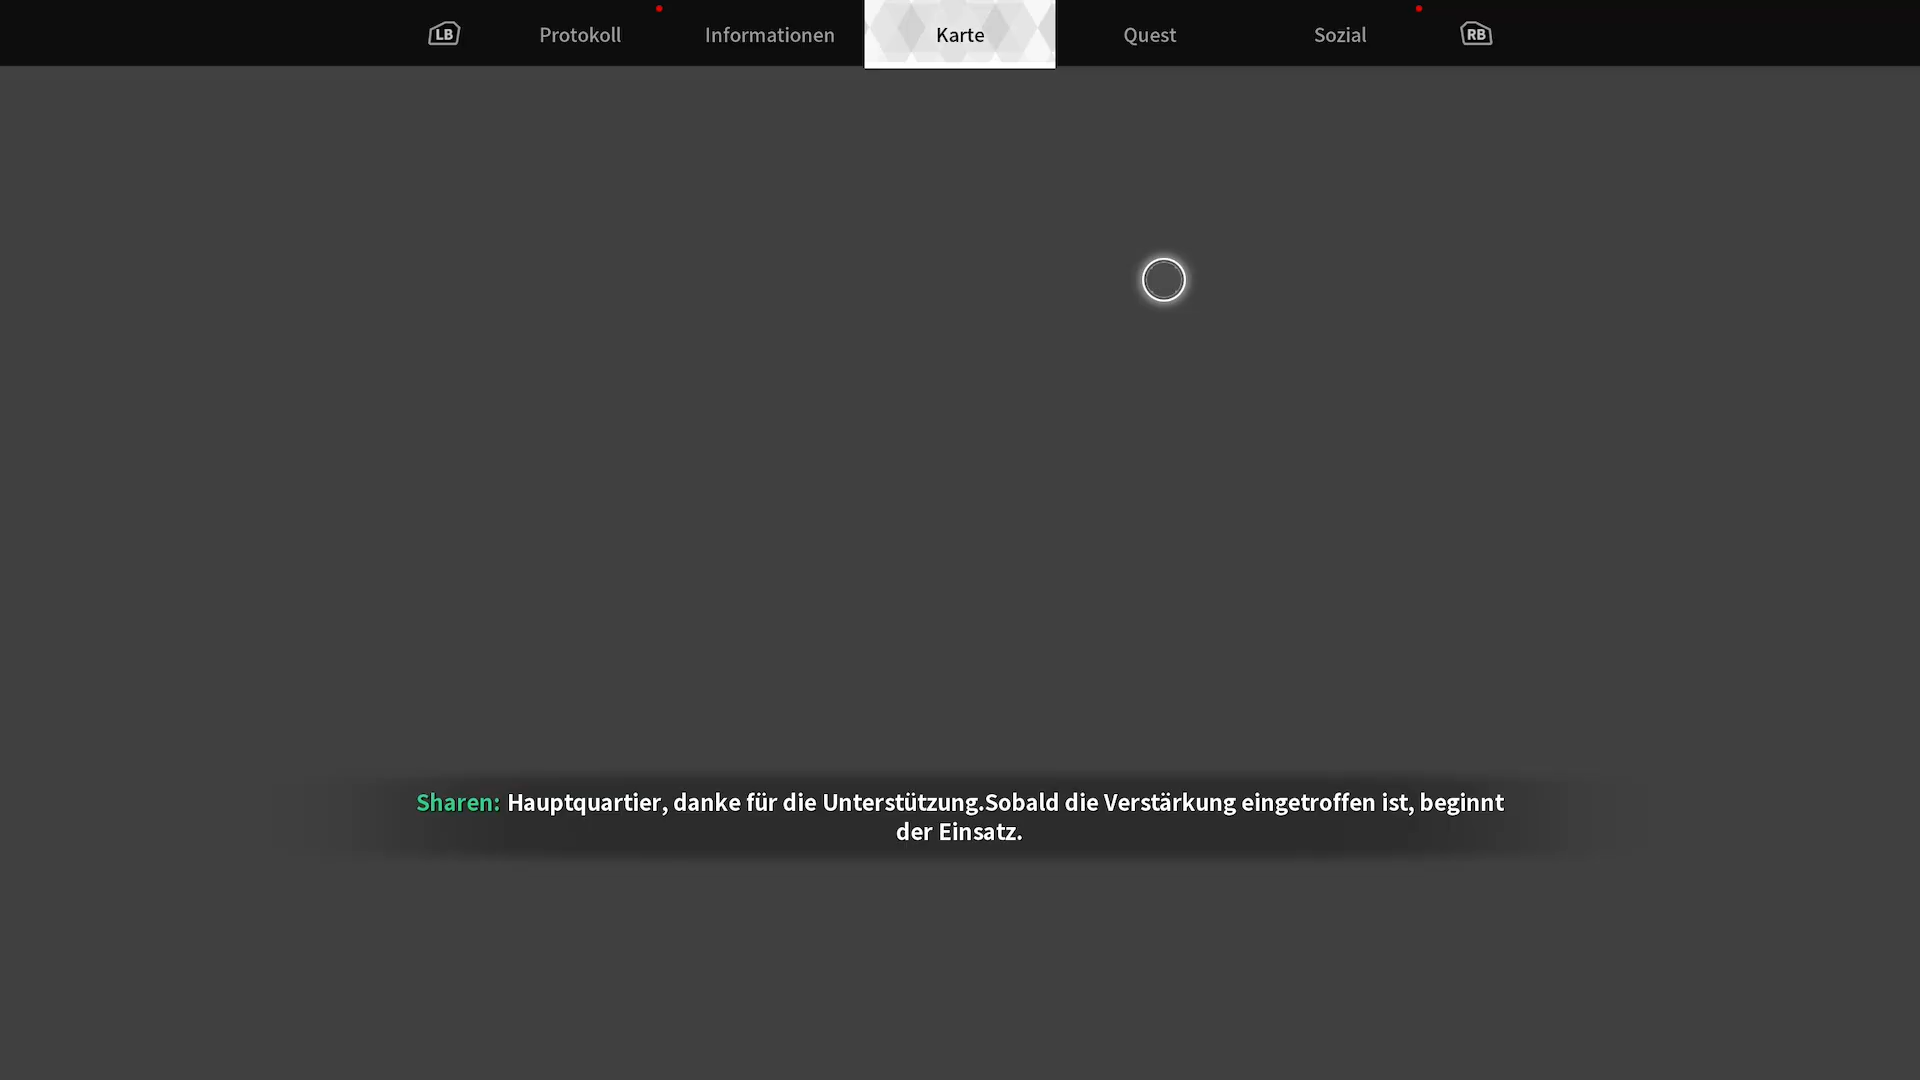 LB Protokoll Informationen Karte Quest Sozial RB
Sharen: Hauptquartier, danke für die Unterstützung.Sobald die Verstärkung eingetroffen ist, beginnt
der Einsatz.